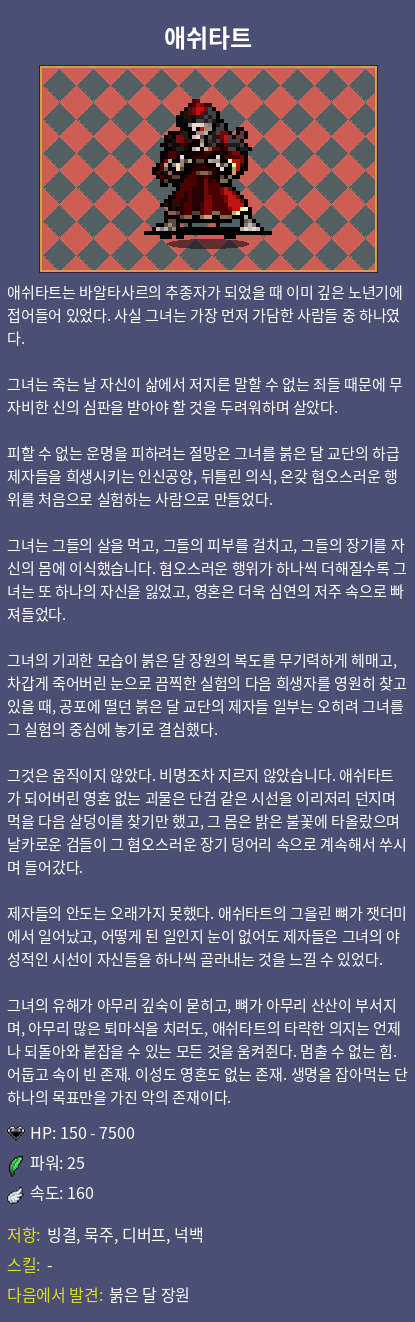 애쉬타트
애쉬타트는 바알타사르의 추종자가 되었을 때 이미 깊은 노년기에
접어들어 있었다. 사실 그녀는 가장 먼저 가담한 사람들 중 하나였
다.
그녀는 죽는 날 자신이 삶에서 저지른 말할 수 없는 죄들 때문에 무
자비한 신의 심판을 받아야 할 것을 두려워하며 살았다.
피할 수 없는 운명을 피하려는 절망은 그녀를 붉은 달 교단의 하급
제자들을 희생시키는 인신공양, 뒤틀린 의식, 온갖 혐오스러운 행
위를 처음으로 실험하는 사람으로 만들었다.
그녀는 그들의 살을 먹고, 그들의 피부를 걸치고, 그들의 장기를 자
신의 몸에 이식했습니다. 혐오스러운 행위가 하나씩 더해질수록 그
녀는 또 하나의 자신을 잃었고, 영혼은 더욱 심연의 저주 속으로 빠
져들었다.
그녀의 기괴한 모습이 붉은 달 장원의 복도를 무기력하게 헤매고,
차갑게 죽어버린 눈으로 끔찍한 실험의 다음 희생자를 영원히 찾고
있을 때, 공포에 떨던 붉은 달 교단의 제자들 일부는 오히려 그녀를
그 실험의 중심에 놓기로 결심했다.
그것은 움직이지 않았다. 비명조차 지르지 않았습니다. 애쉬타트
가 되어버린 영혼 없는 괴물은 단검 같은 시선을 이리저리 던지며
먹을 다음 살덩이를 찾기만 했고, 그 몸은 밝은 불꽃에 타올랐으며
날카로운 검들이 그 혐오스러운 장기 덩어리 속으로 계속해서 쑤시
며 들어갔다.
제자들의 안도는 오래가지 못했다. 애쉬타트의 그을린 뼈가 잿더미
에서 일어났고, 어떻게 된 일인지 눈이 없어도 제자들은 그녀의 야
성적인 시선이 자신들을 하나씩 골라내는 것을 느낄 수 있었다.
그녀의 유해가 아무리 깊숙이 묻히고, 뼈가 아무리 산산이 부서지
며, 아무리 많은 퇴마식을 치러도, 애쉬타트의 타락한 의지는 언제
나 되돌아와 붙잡을 수 있는 모든 것을 움켜쥔다. 멈출 수 없는 힘.
어둡고 속이 빈 존재. 이성도 영혼도 없는 존재. 생명을 잡아먹는 단
하나의 목표만을 가진 악의 존재이다.
HP: 150 - 7500
파워: 25
속도: 160
저항: 빙결, 묵주, 디버프, 넉백
스킬: -
다음에서 발견: 붉은 달 장원